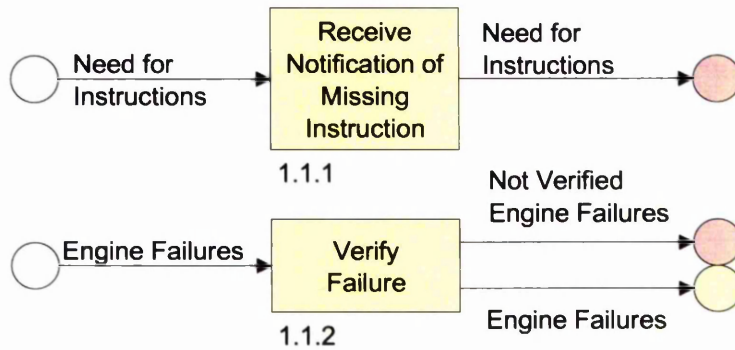 Need for
Instructions
Receive
Notification of
Missing
Instruction
Need for
Instructions
1.1.1
Engine Failures
Verify
Failure
Not Verified
Engine Failures
Engine Failures
1.1.2